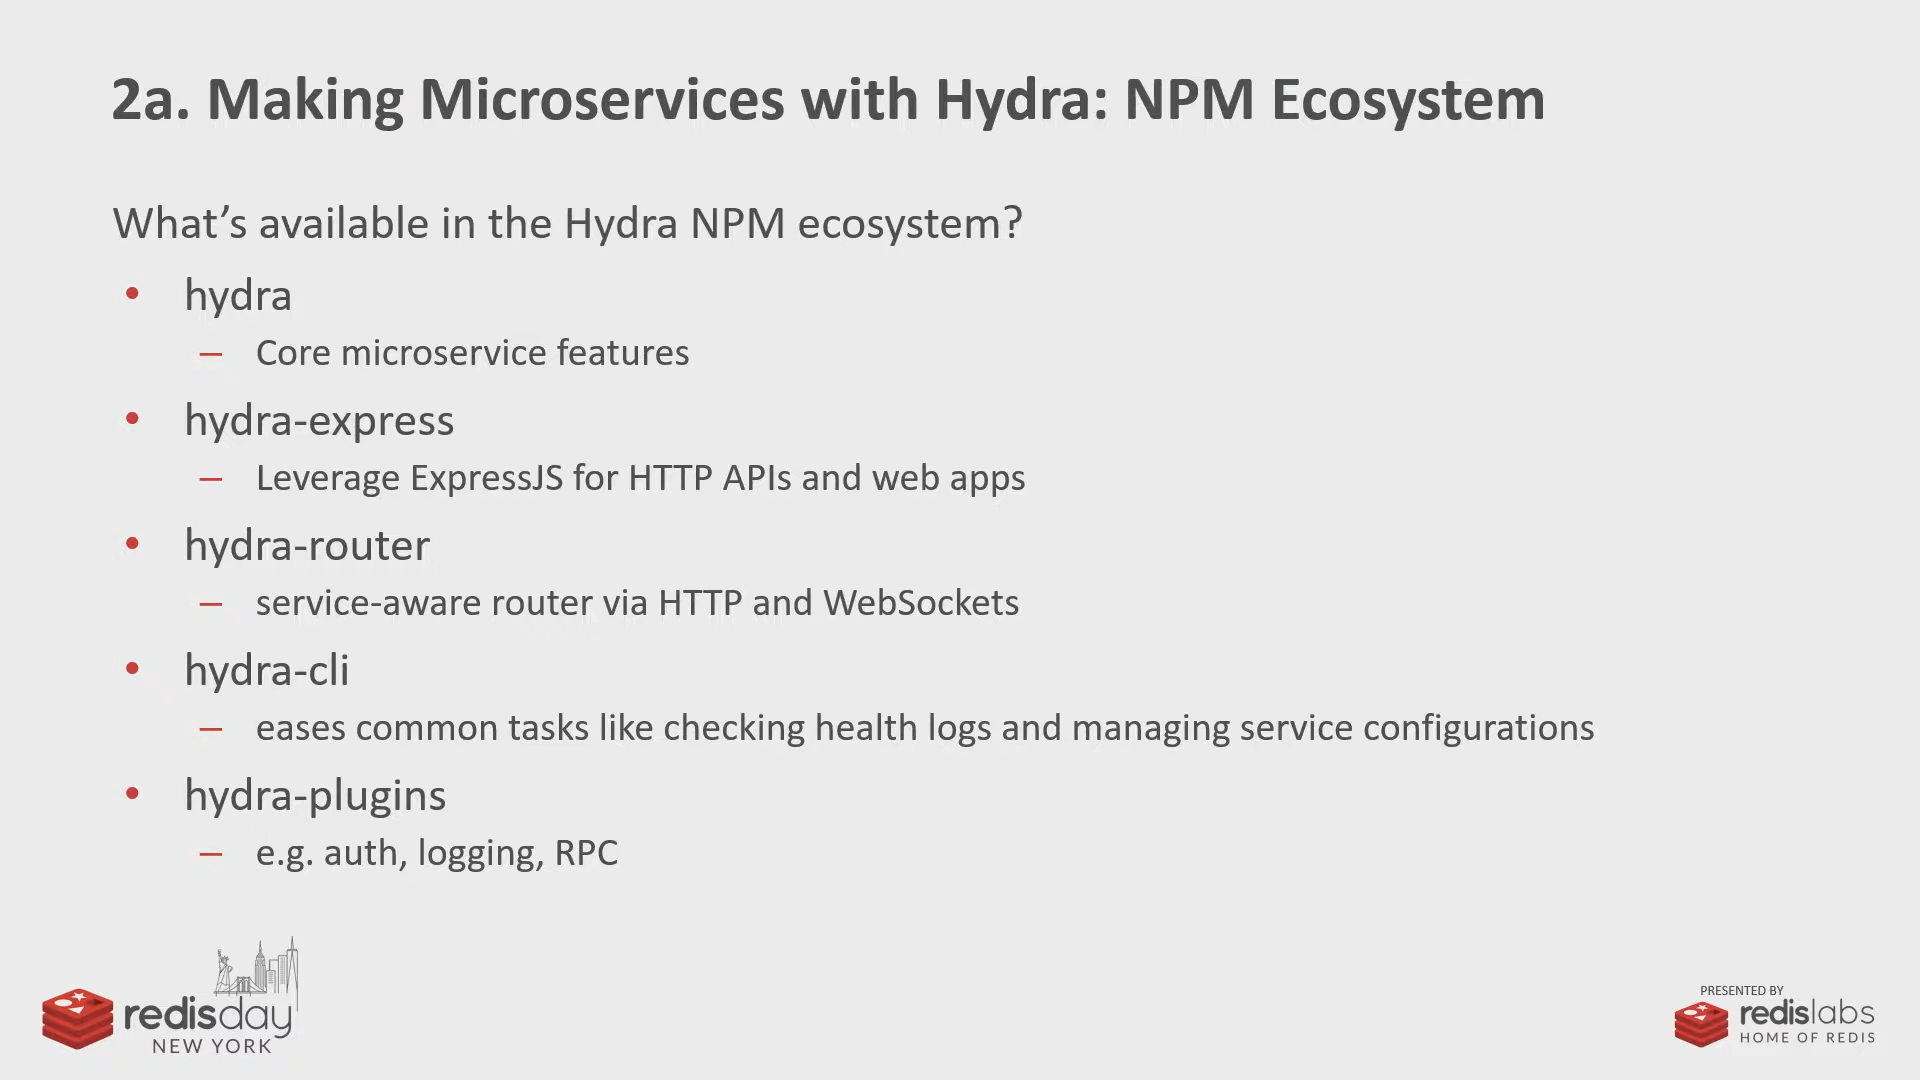 2a. Making Microservices with Hydra: NPM Ecosystem
What’s available in the Hydra NPM ecosystem?
• hydra
– Core microservice features
• hydra-express
– Leverage ExpressJS for HTTP APIs and web apps
• hydra-router
– service-aware router via HTTP and WebSockets
• hydra-cli
– eases common tasks like checking health logs and managing service configurations
• hydra-plugins
– e.g. auth, logging, RPC
redisday
NEW YORK
PRESENTED BY
redislabs
HOME OF REDIS